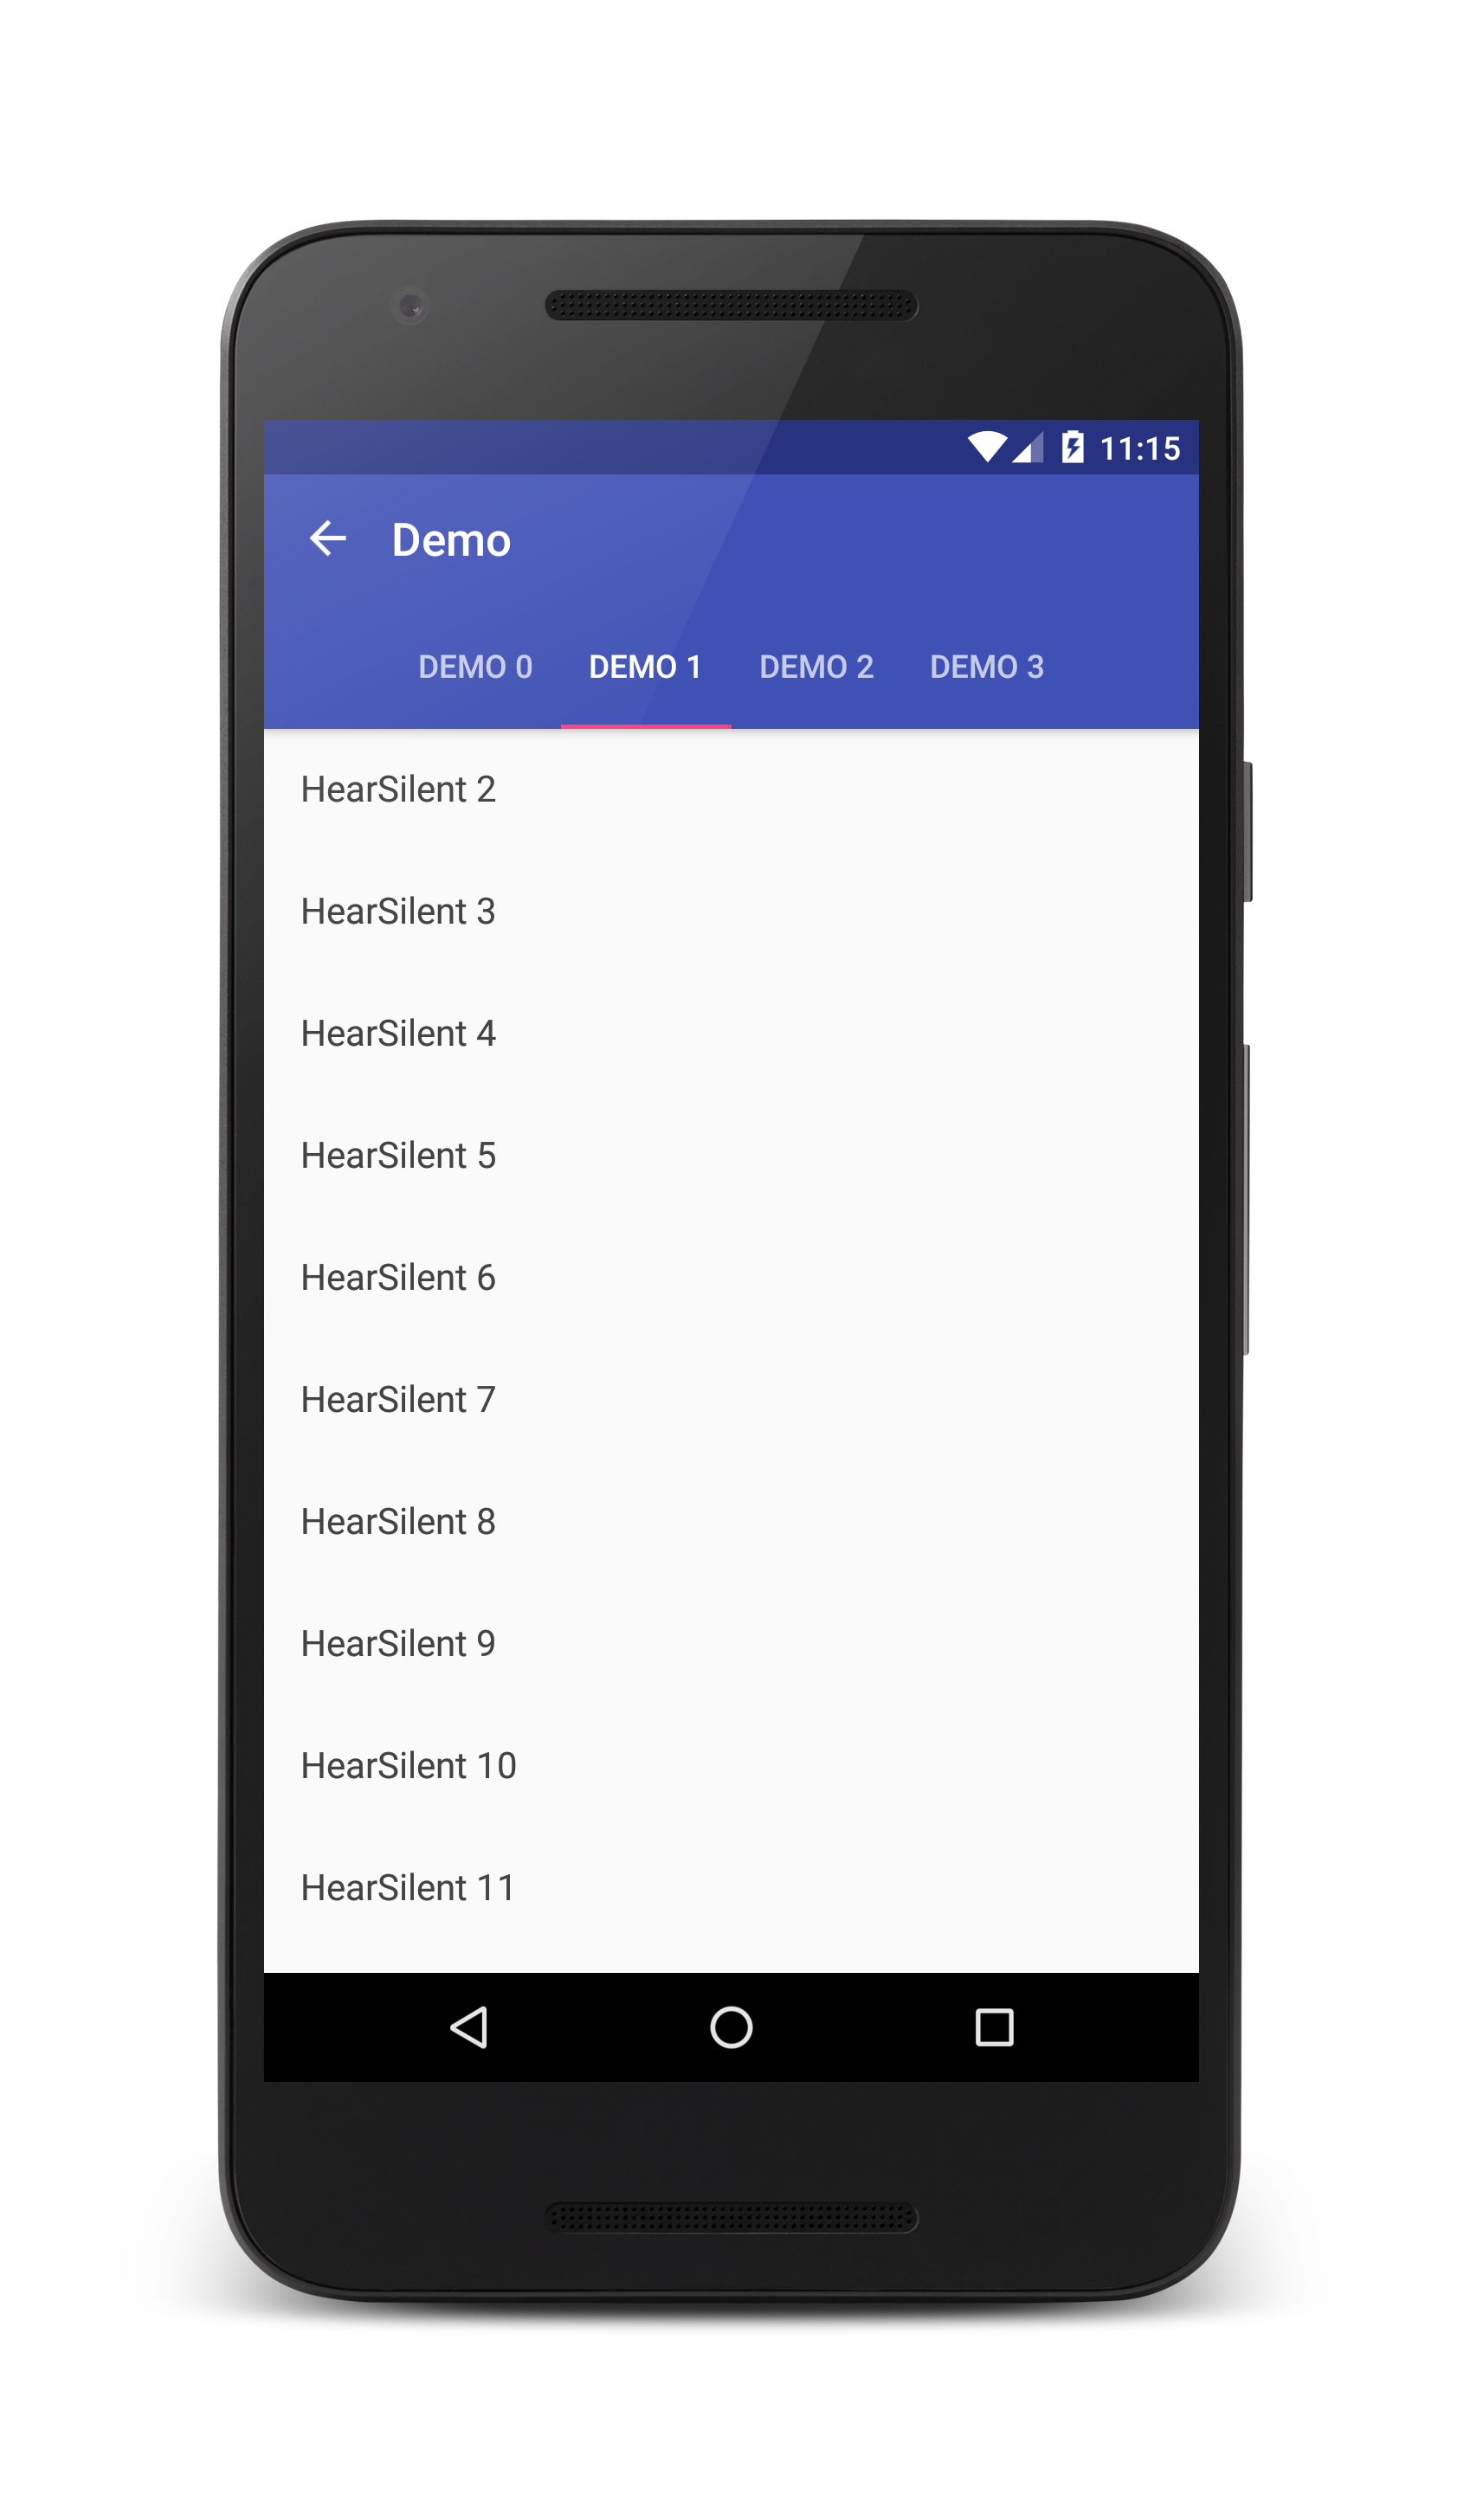 11:15
Demo
DEMO 0 DEMO 1 DEMO 2 DEMO 3
HearSilent 2
HearSilent 3
HearSilent 4
HearSilent 5
HearSilent 6
HearSilent 7
HearSilent 8
HearSilent 9
HearSilent 10
HearSilent 11